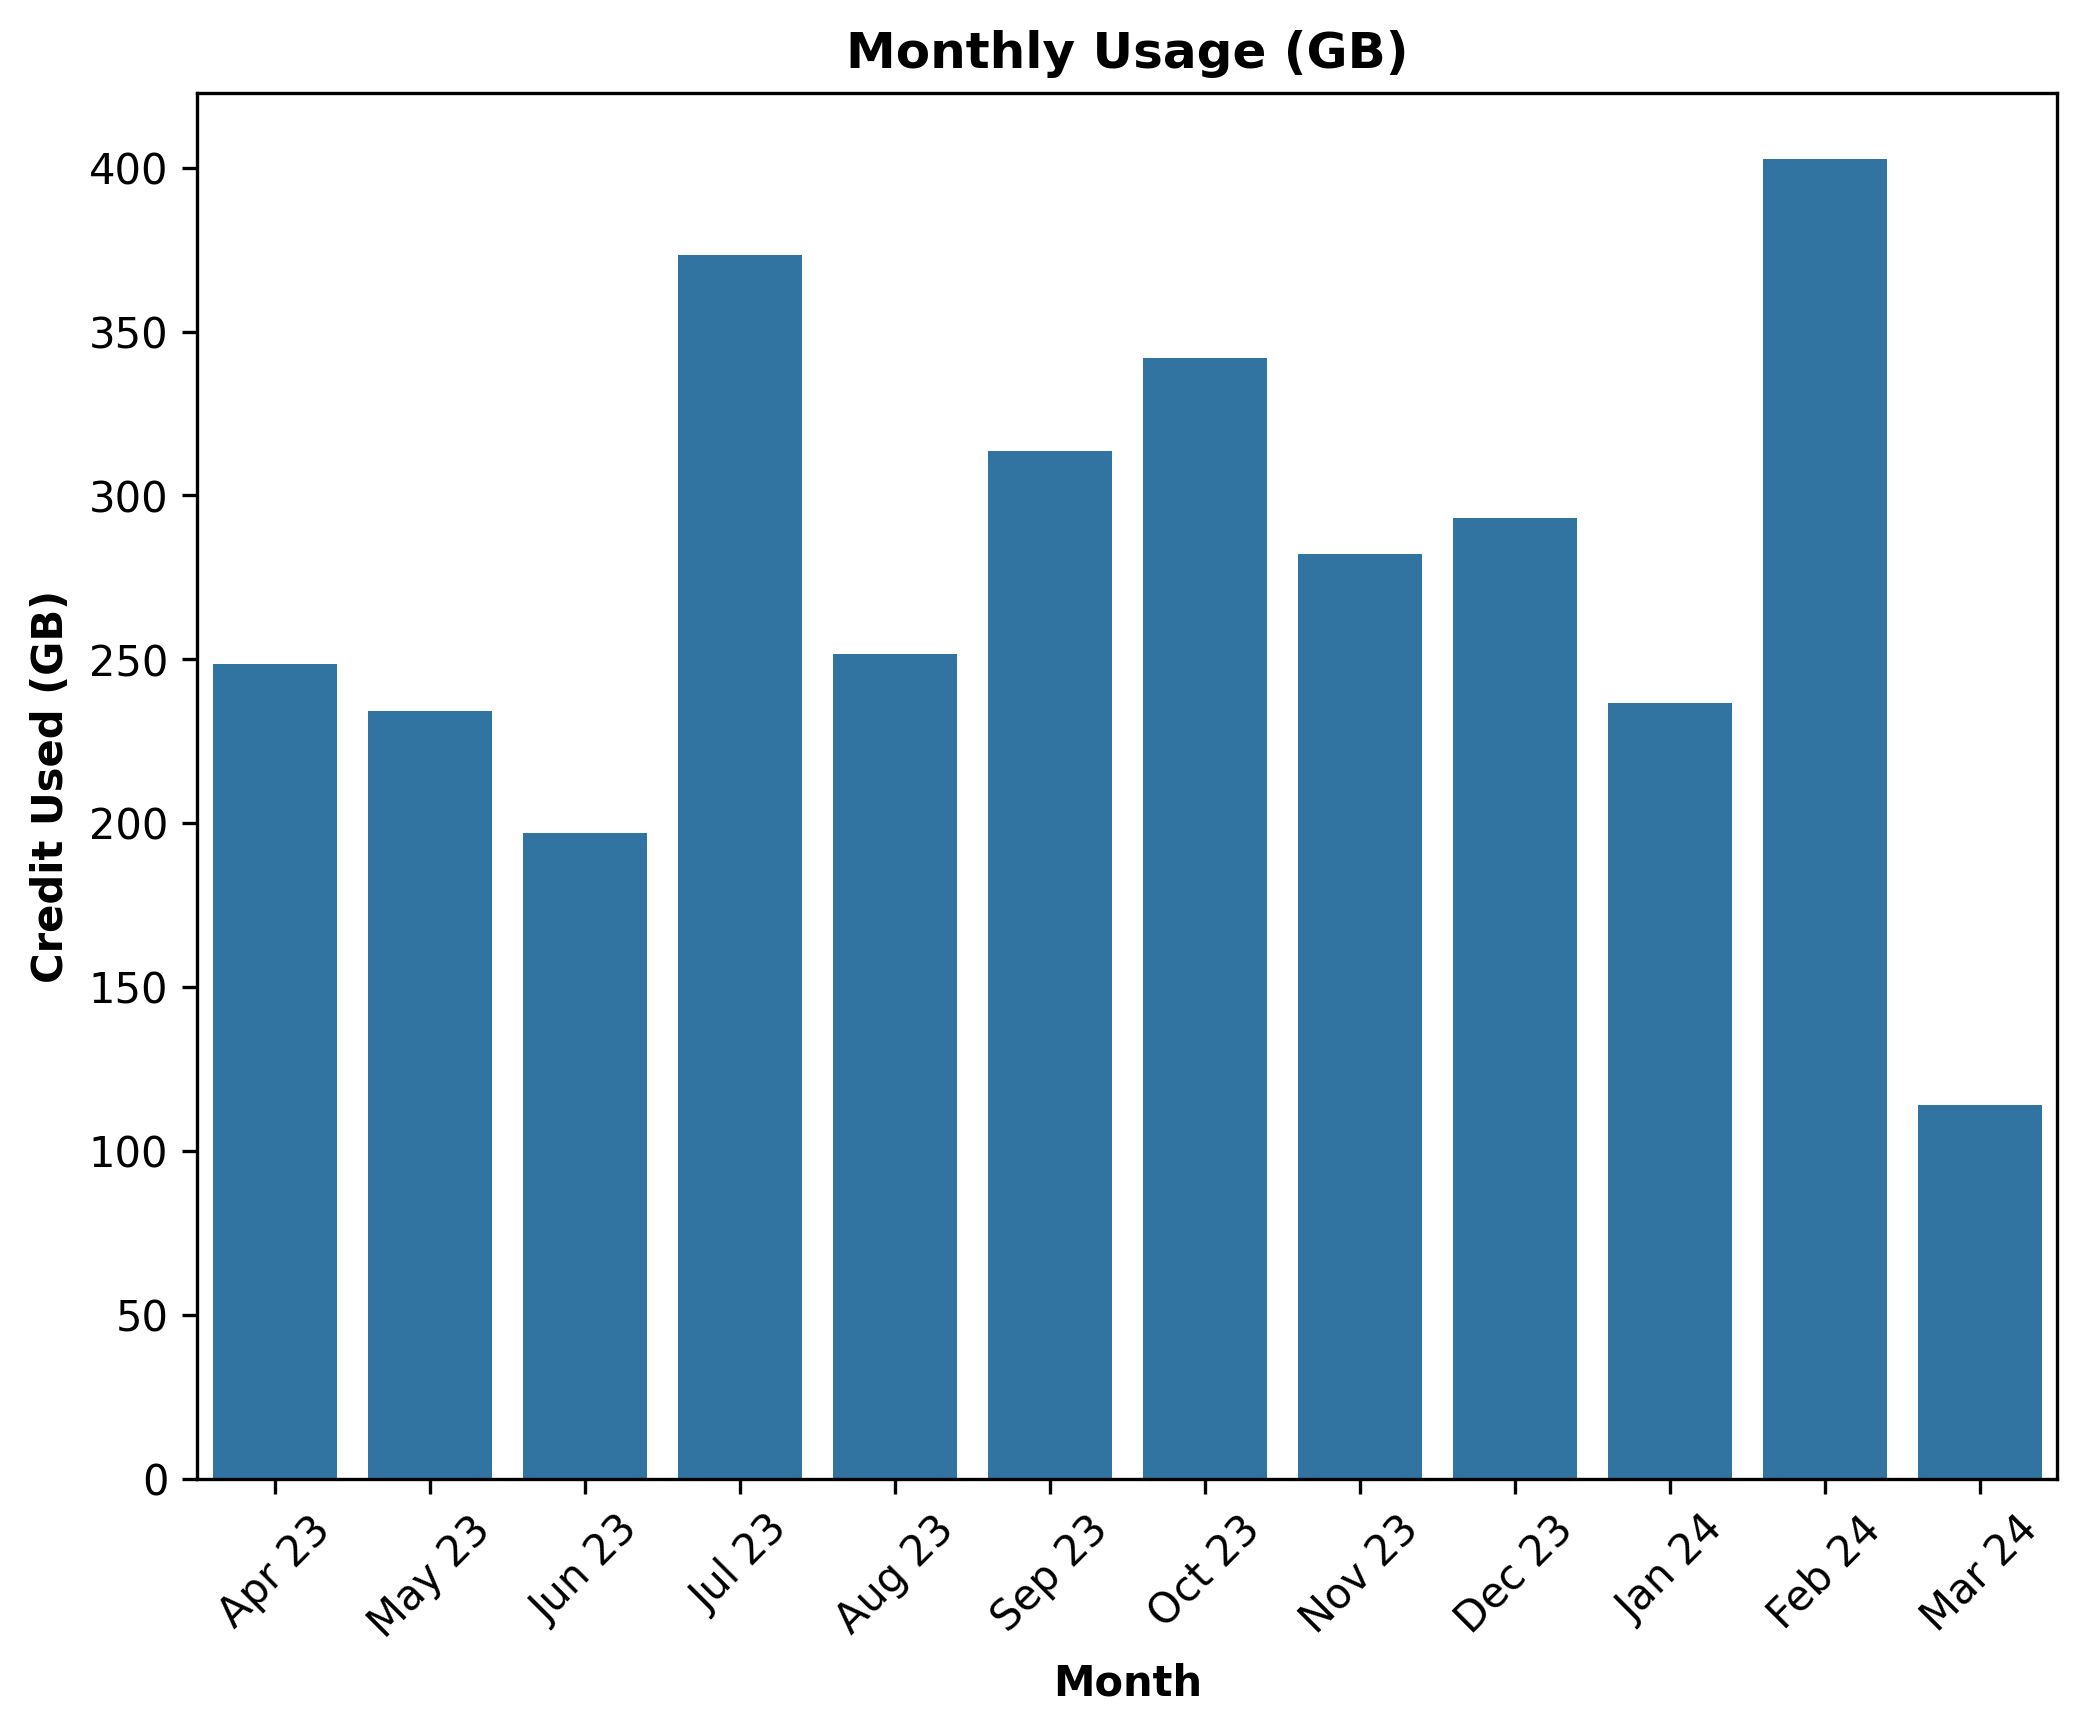 Monthly Usage (GB)
Credit Used (GB)
400
350
300
250
200
150
100
50
0
Apr 23
May 23
Jun 23
Jul 23
Aug 23
Sep 23
Oct 23
Nov 23
Dec 23
Jan 24
Feb 24
Mar 24
Month